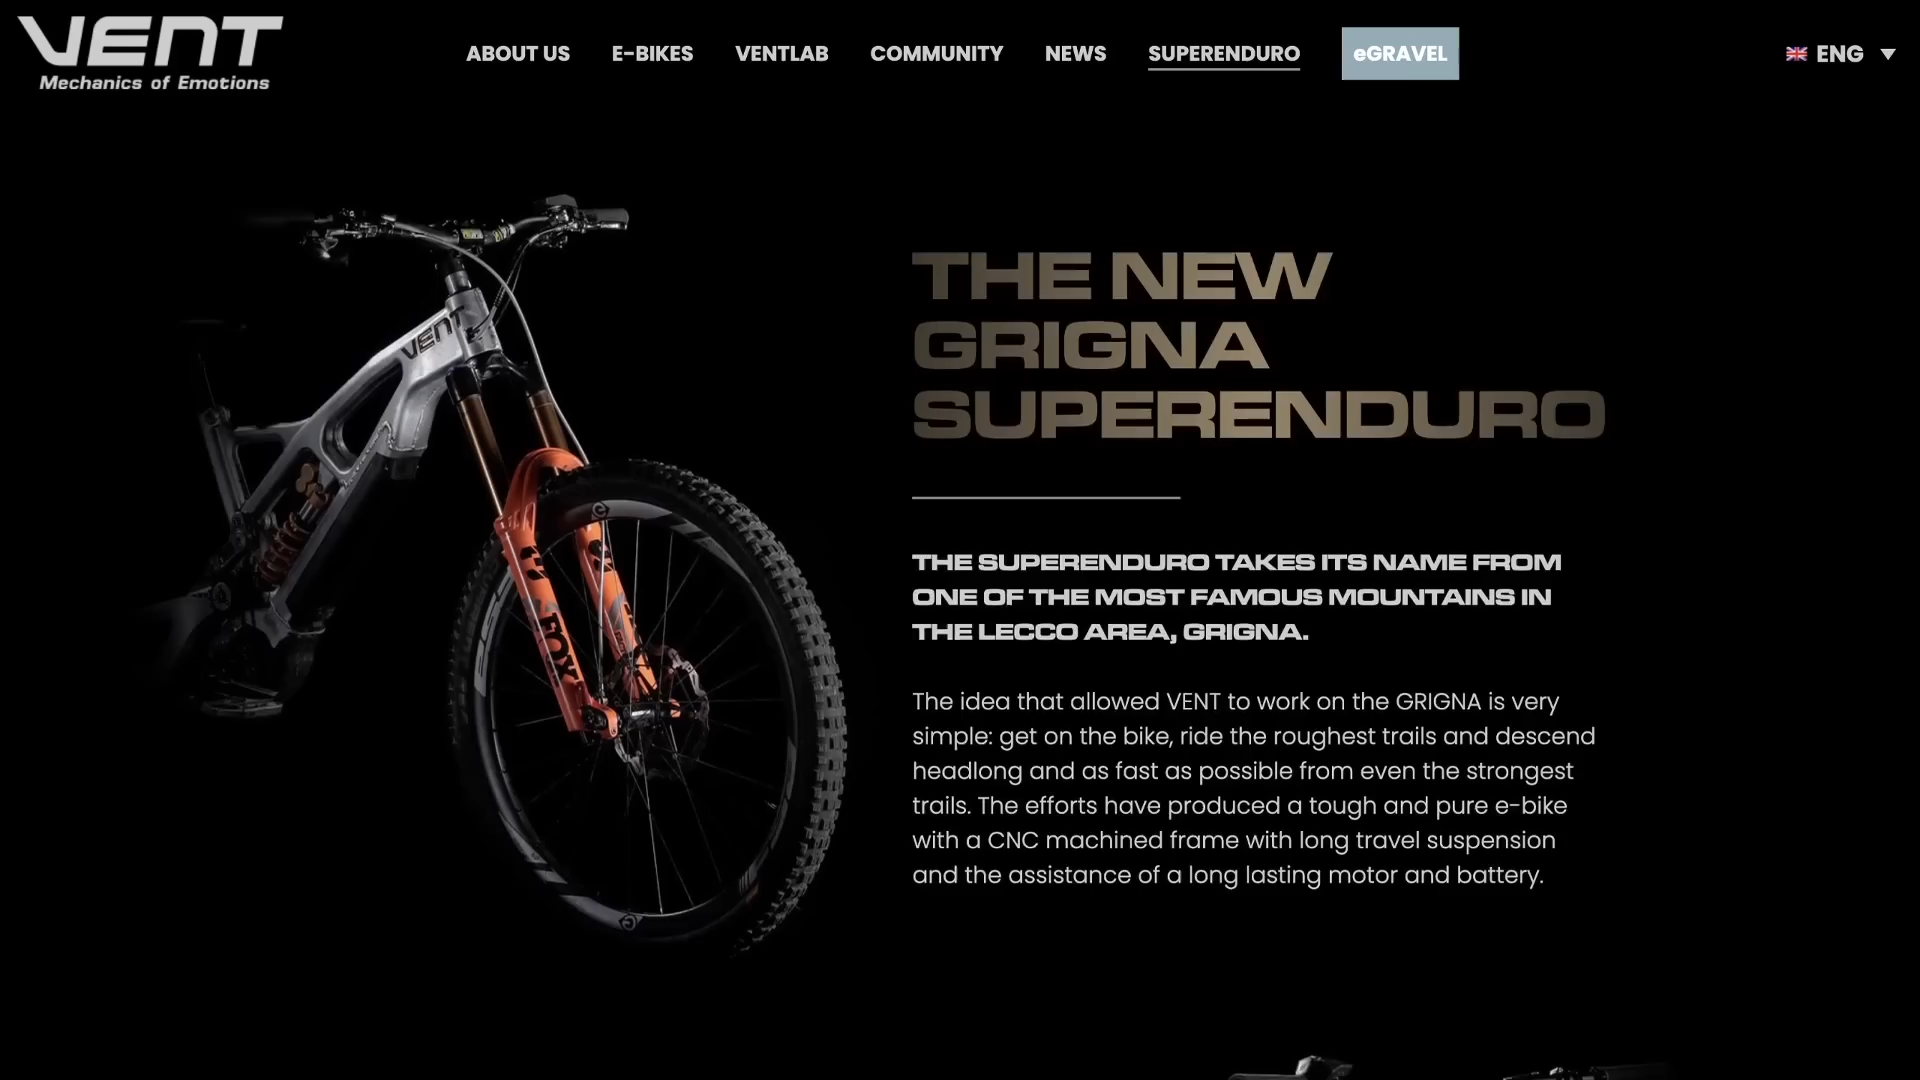 VENT
Mechanics of Emotions
ABOUT US
E-BIKES
VENTLAB
COMMUNITY
NEWS
SUPERENDURO
eGRAVEL
ENG
THE NEW
GRIGNA
SUPERENDURO
THE SUPERENDURO TAKES ITS NAME FROM
ONE OF THE MOST FAMOUS MOUNTAINS IN
THE LECCO AREA, GRIGNA.
The idea that allowed VENT to work on the GRIGNA is very
simple: get on the bike, ride the roughest trails and descend
headlong and as fast as possible from even the strongest
trails. The efforts have produced a tough and pure e-bike
with a CNC machined frame with long travel suspension
and the assistance of a long lasting motor and battery.
VENT
FOX